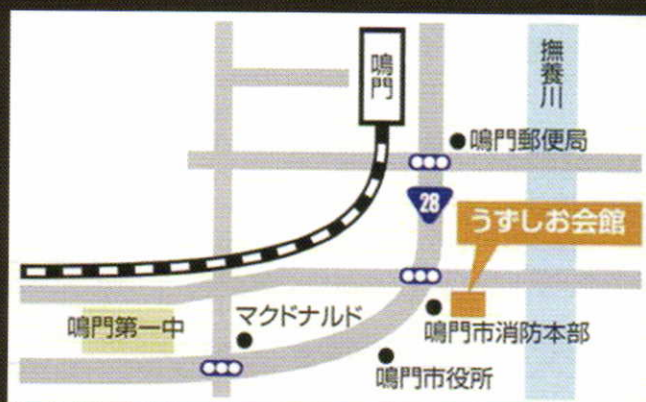 鳴門
撫養川
鳴門郵便局
28
うずしお会館
マクドナルド
鳴門第一中
鳴門市消防本部
鳴門市役所